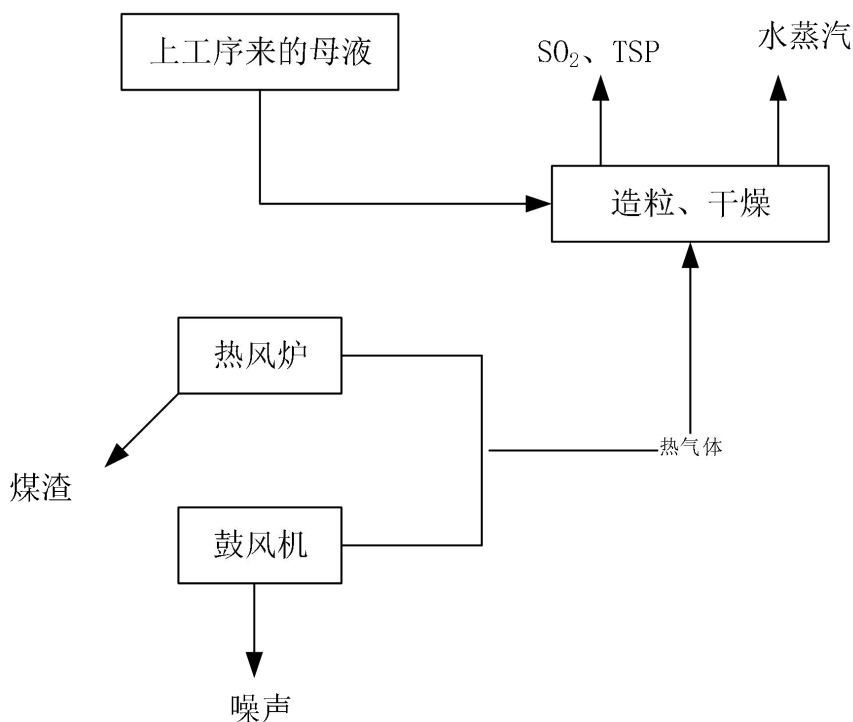 上工序来的母液
SO₂、TSP
水蒸汽
造粒、干燥
热风炉
热气体
煤渣
鼓风机
噪声